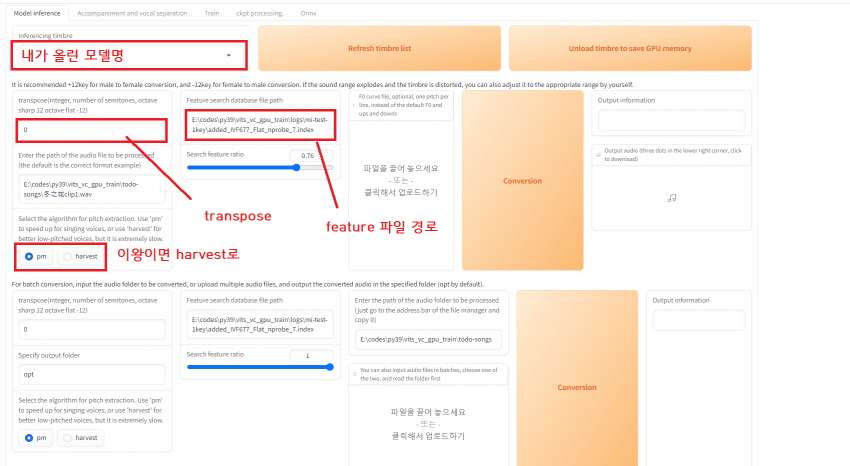 Model inference
Accompaniment and vocal separation
Train
ckpt processing,
Onnx
Inferencing timbre
내가 올린 모델명
Refresh timbre list
Unload timbre to save GPU memory
It is recommended +12key for male to female conversion, and -12key for female to male conversion. If the sound range explodes and the timbre is distorted, you can also adjust it to the appropriate range by yourself.
transpose(integer, number of semitones, octave
sharp 12 octave flat -12)
0
Enter the path of the audio file to be processed
(the default is the correct format example)
E:\codes\py39\vits_vc_gpu_train\todo-
songs\冬之花clip1.wav
Select the algorithm for pitch extraction. Use 'pm'
to speed up for singing voices, or use 'harvest' for
better low-pitched voices, but it is extremely slow.
pm
harvest
이왕이면 harvest로
Feature search database file path
E:\codes\py39\vits_vc_gpu_train\logs\mi-test-
1key\added_IVF677_Flat_nprobe_7.index
Search feature ratio
0.76
transpose
feature 파일 경로
F0 curve file, optional, one pitch per
line, instead of the default F0 and
ups and downs
파일을 끌어 놓으세요
- 또는 -
클릭해서 업로드하기
Conversion
Output information
Output audio (three dots in the lower right corner, click
to download)
For batch conversion, input the audio folder to be converted, or upload multiple audio files, and output the converted audio in the specified folder (opt by default).
transpose(integer, number of semitones, octave
sharp 12 octave flat -12)
0
Specify output folder
opt
Select the algorithm for pitch extraction. Use 'pm'
to speed up for singing voices, or use 'harvest' for
better low-pitched voices, but it is extremely slow.
pm
harvest
Feature search database file path
E:\codes\py39\vits_vc_gpu_train\logs\mi-test-
1key\added_IVF677_Flat_nprobe_7.index
Search feature ratio
1
Enter the path of the audio folder to be processed
(just go to the address bar of the file manager and
copy it)
E:\codes\py39\vits_vc_gpu_train\todo-songs
You can also input audio files in batches, choose one of
the two, and read the folder first
파일을 끌어 놓으세요
- 또는 -
클릭해서 업로드하기
Conversion
Output information